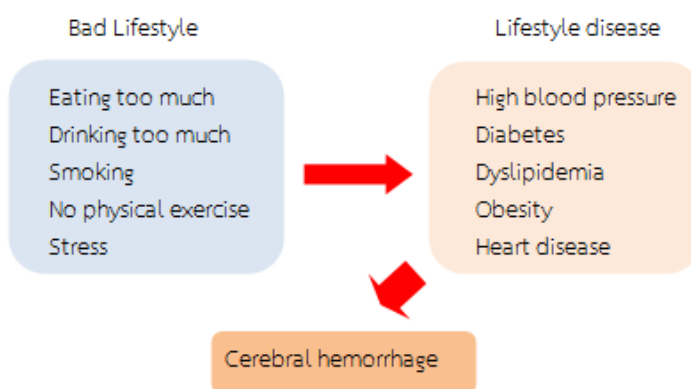 Bad Lifestyle
Eating too much
Drinking too much
Smoking
No physical exercise
Stress
Lifestyle disease
High blood pressure
Diabetes
Dyslipidemia
Obesity
Heart disease
Cerebral hemorrhage